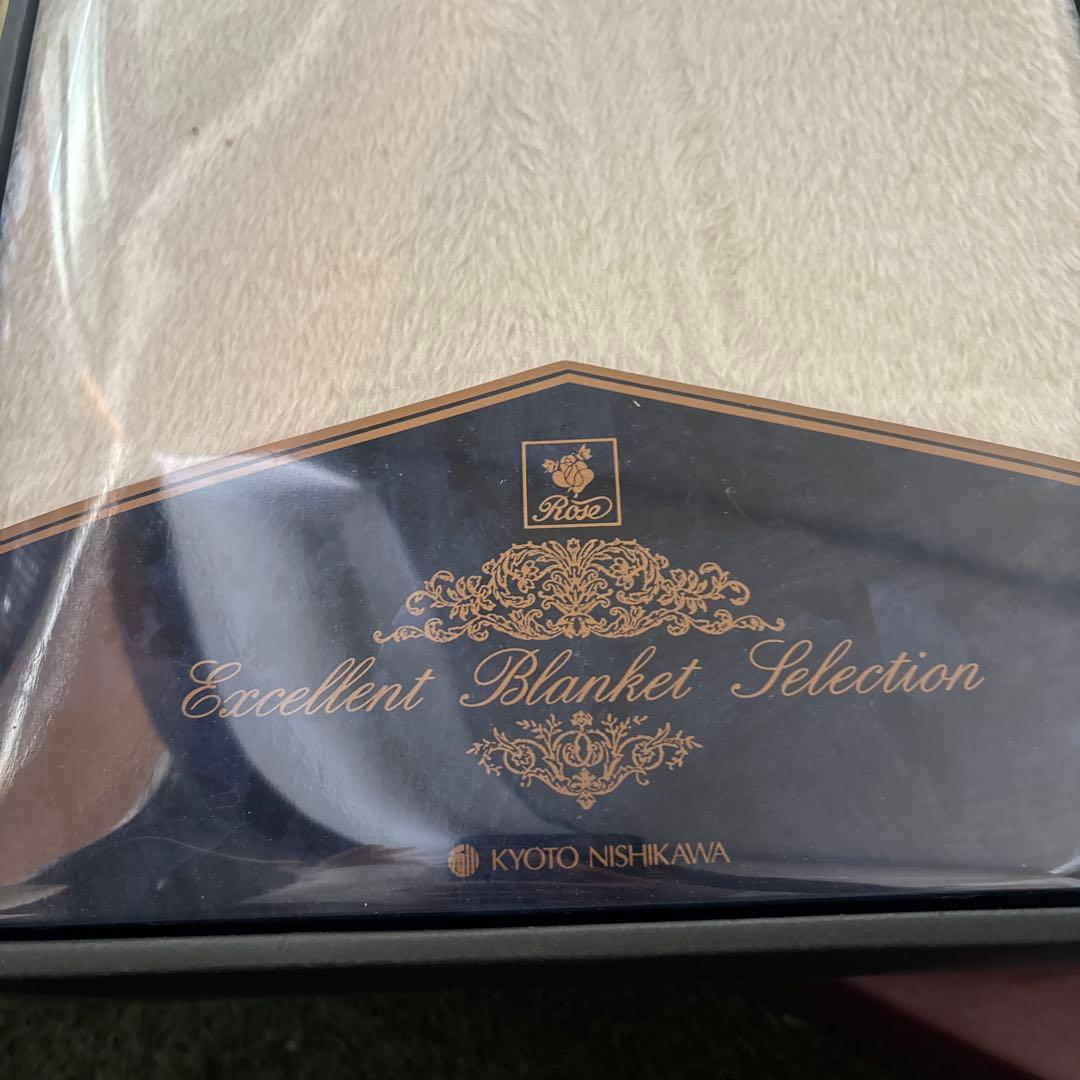 Rose
Excellent Blanket Selection
KYOTO NISHIKAWA